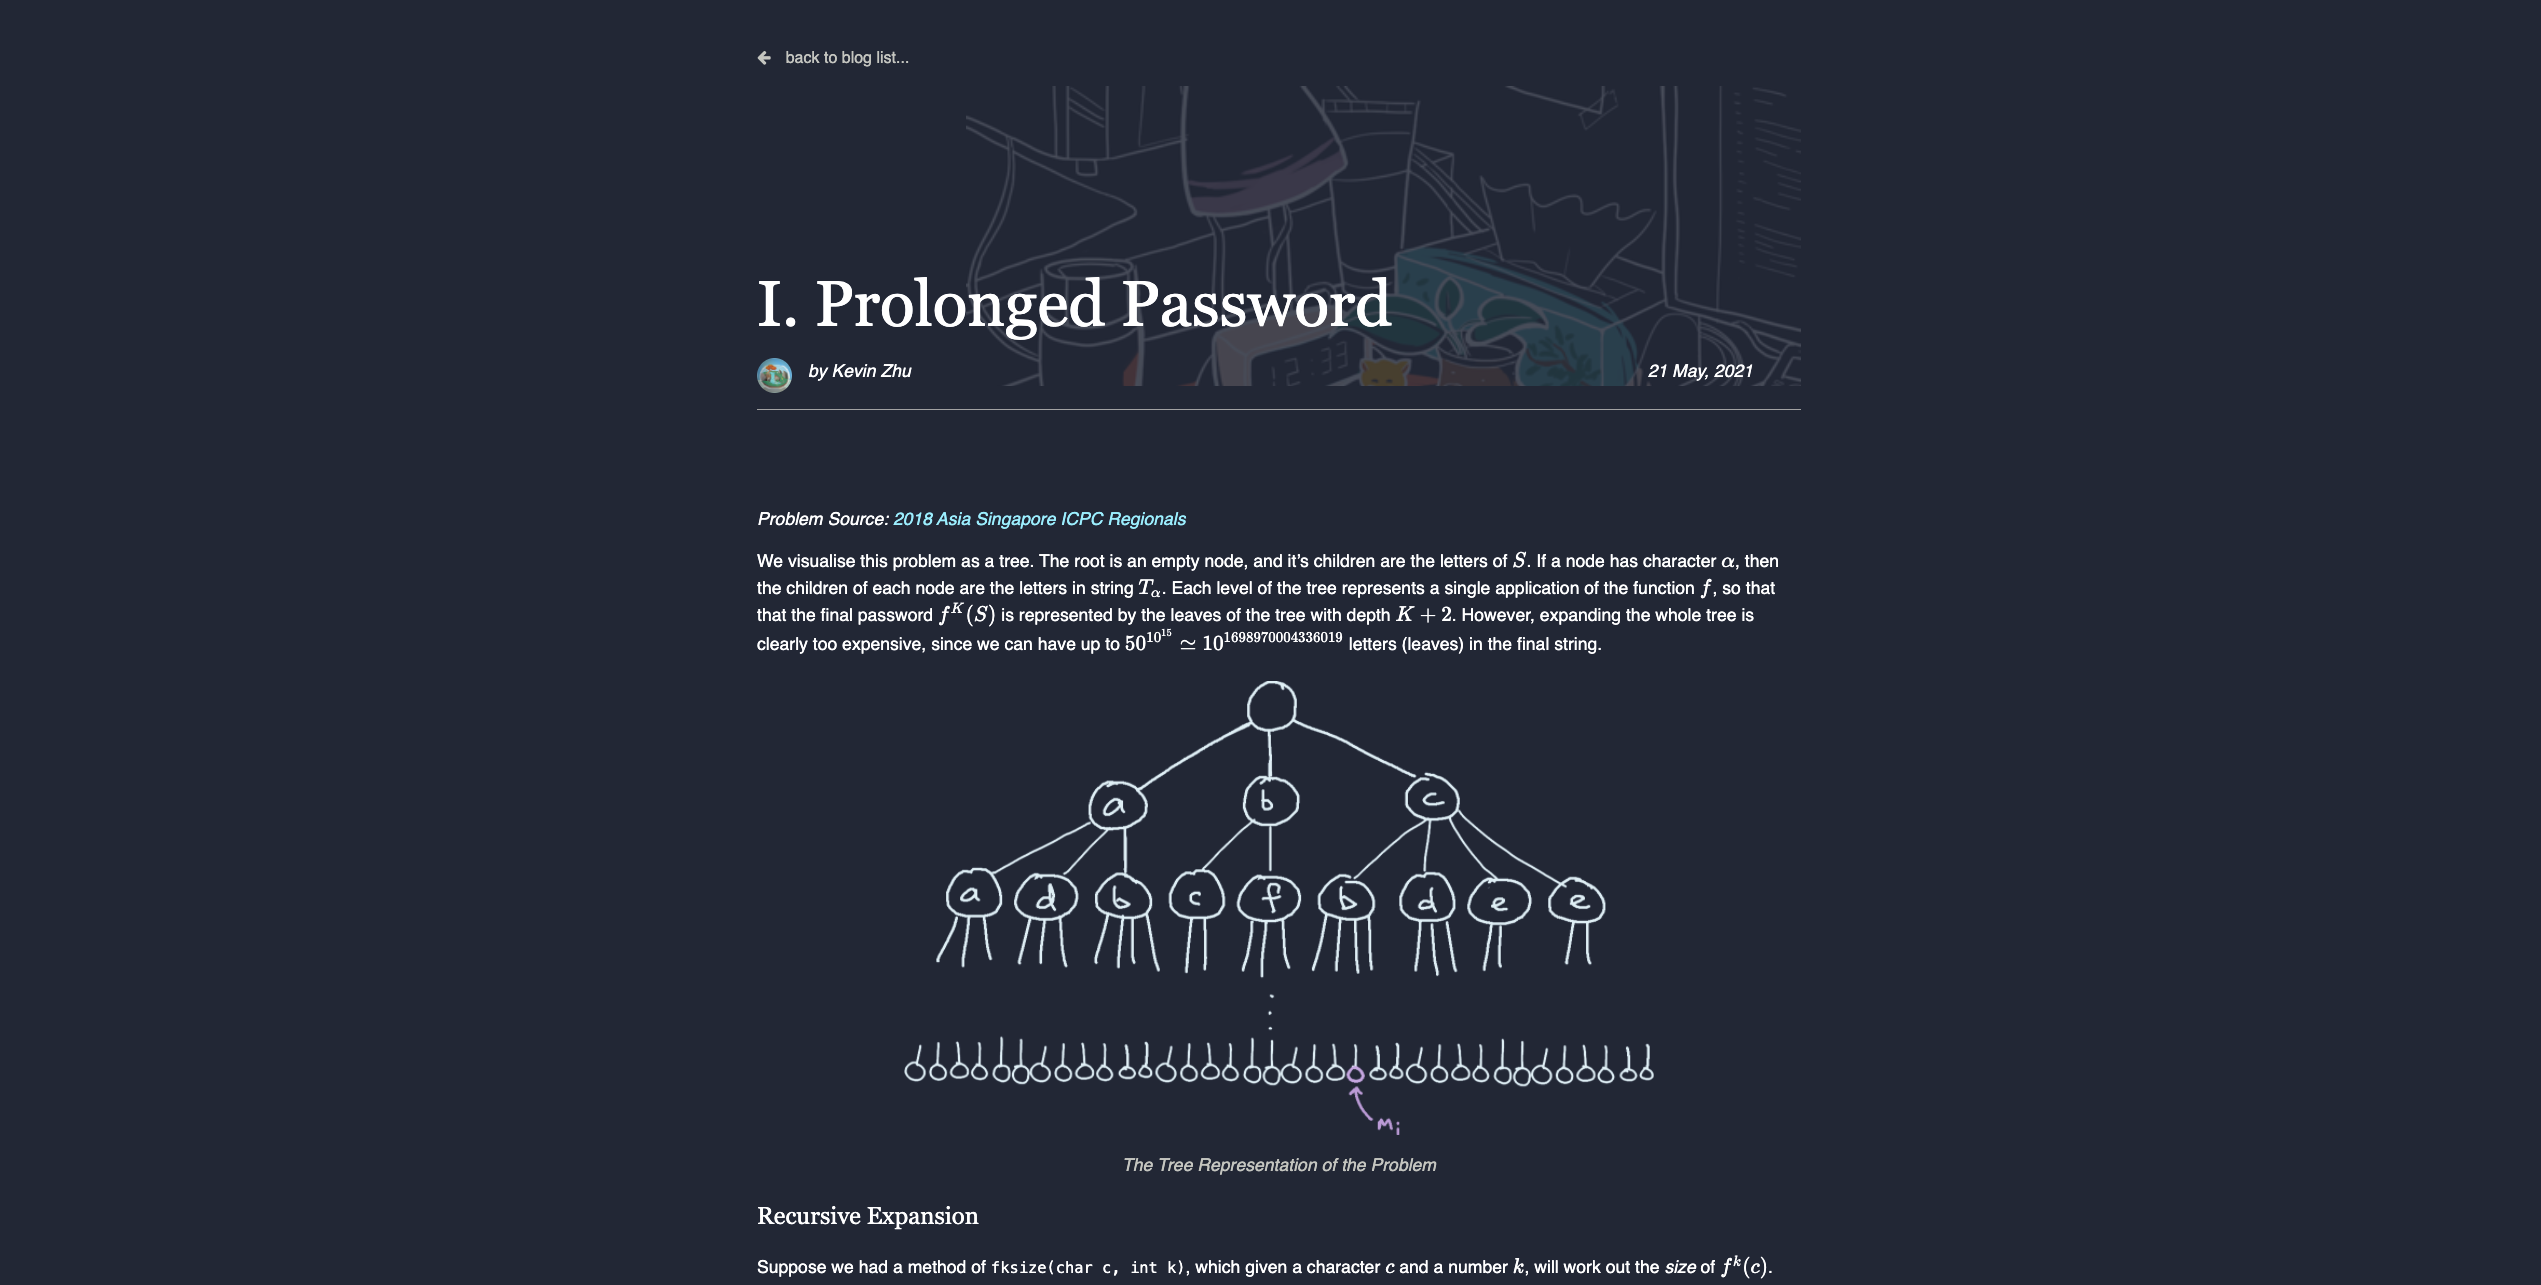 back to blog list...
I. Prolonged Password
by Kevin Zhu 21 May, 2021
Problem Source: 2018 Asia Singapore ICPC Regionals
We visualise this problem as a tree. The root is an empty node, and it’s children are the letters of S. If a node has character α, then
the children of each node are the letters in string T_α. Each level of the tree represents a single application of the function f, so that
that the final password f^K(S) is represented by the leaves of the tree with depth K + 2. However, expanding the whole tree is
clearly too expensive, since we can have up to 50^{10^{15}} ≃ 10^{1698970004336019} letters (leaves) in the final string.
a b c
a d b c f b d e e
m_i
The Tree Representation of the Problem
Recursive Expansion
Suppose we had a method of fksize(char c, int k), which given a character c and a number k, will work out the size of f^k(c).